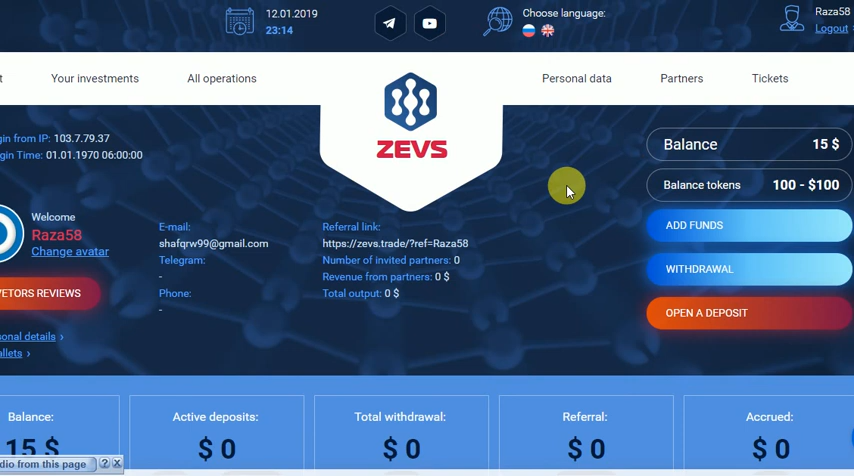 12.01.2019
23:14
Choose language:
Raza58
Logout
t
Your investments
All operations
Personal data
Partners
Tickets
ZEVS
gin from IP: 103.7.79.37
gin Time: 01.01.1970 06:00:00
Welcome
Raza58
Change avatar
VETORS REVIEWS
sonal details ›
allets ›
E-mail:
shafqrw99@gmail.com
Telegram:
-
Phone:
-
Referral link:
https://zevs.trade/?ref=Raza58
Number of invited partners: 0
Revenue from partners: 0 $
Total output: 0 $
Balance 15 $
Balance tokens 100 - $100
ADD FUNDS
WITHDRAWAL
OPEN A DEPOSIT
Balance:
15 $
Active deposits:
$ 0
Total withdrawal:
$ 0
Referral:
$ 0
Accrued:
$ 0
dio from this page ? X